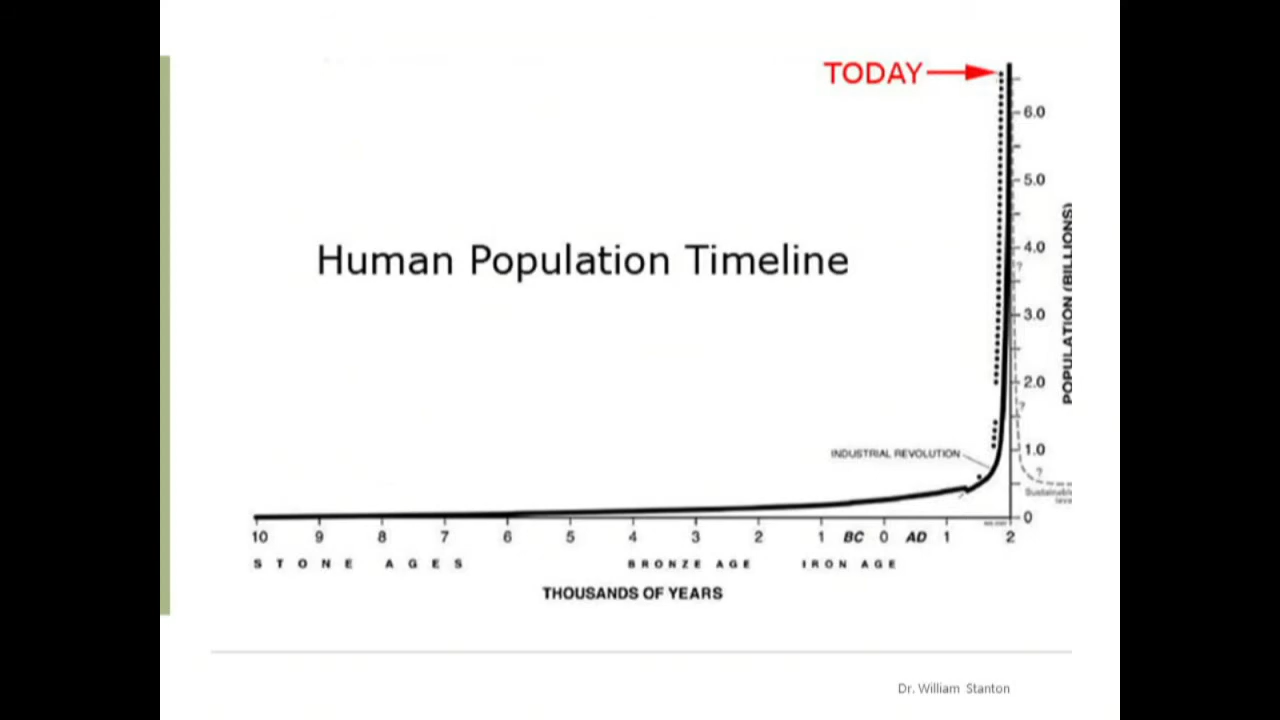 TODAY
6.0
5.0
Human Population Timeline
4.0
?
3.0
POPULATION (BILLIONS)
2.0
?
INDUSTRIAL REVOLUTION
1.0
?
Sustainable
0
10 9 8 7 6 5 4 3 2 1 BC 0 AD 1 2
STONE AGES BRONZE AGE IRON AGE
THOUSANDS OF YEARS
Dr. William Stanton